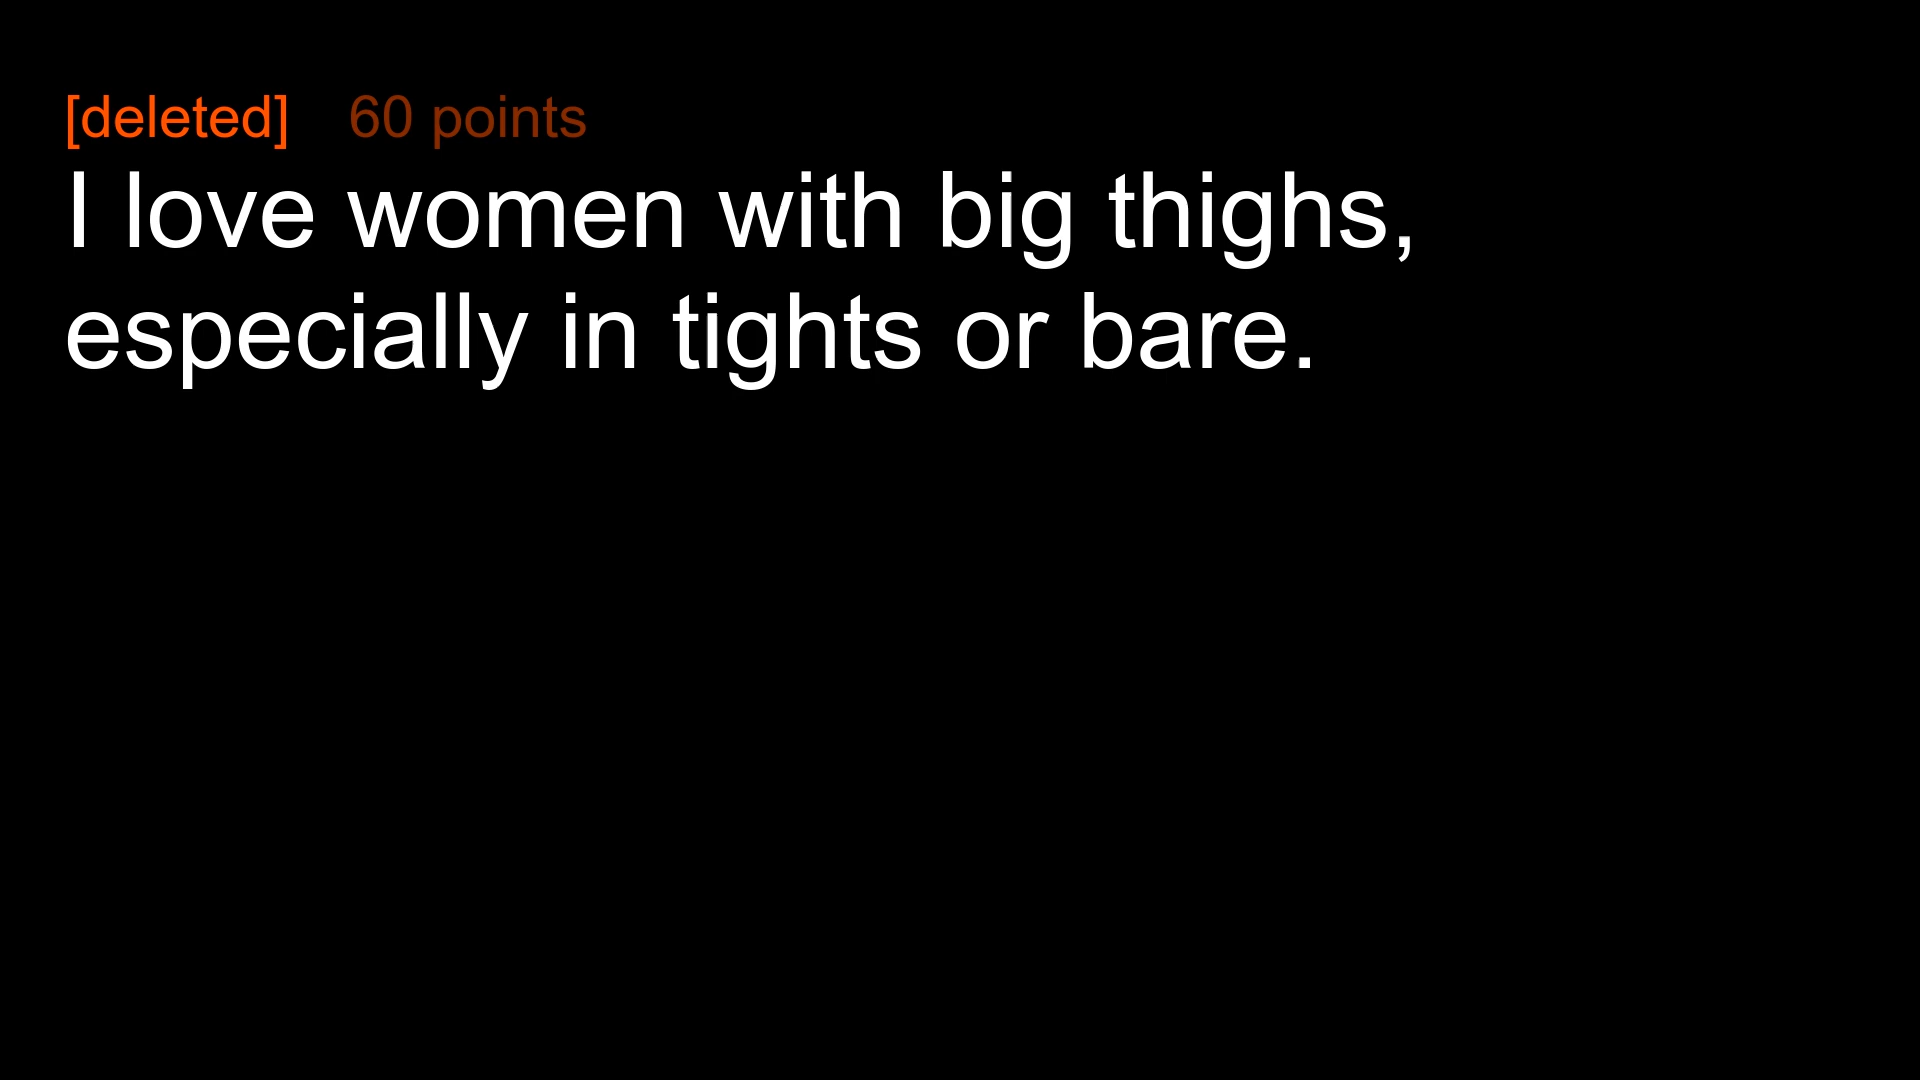 [deleted] 60 points
I love women with big thighs,
especially in tights or bare.